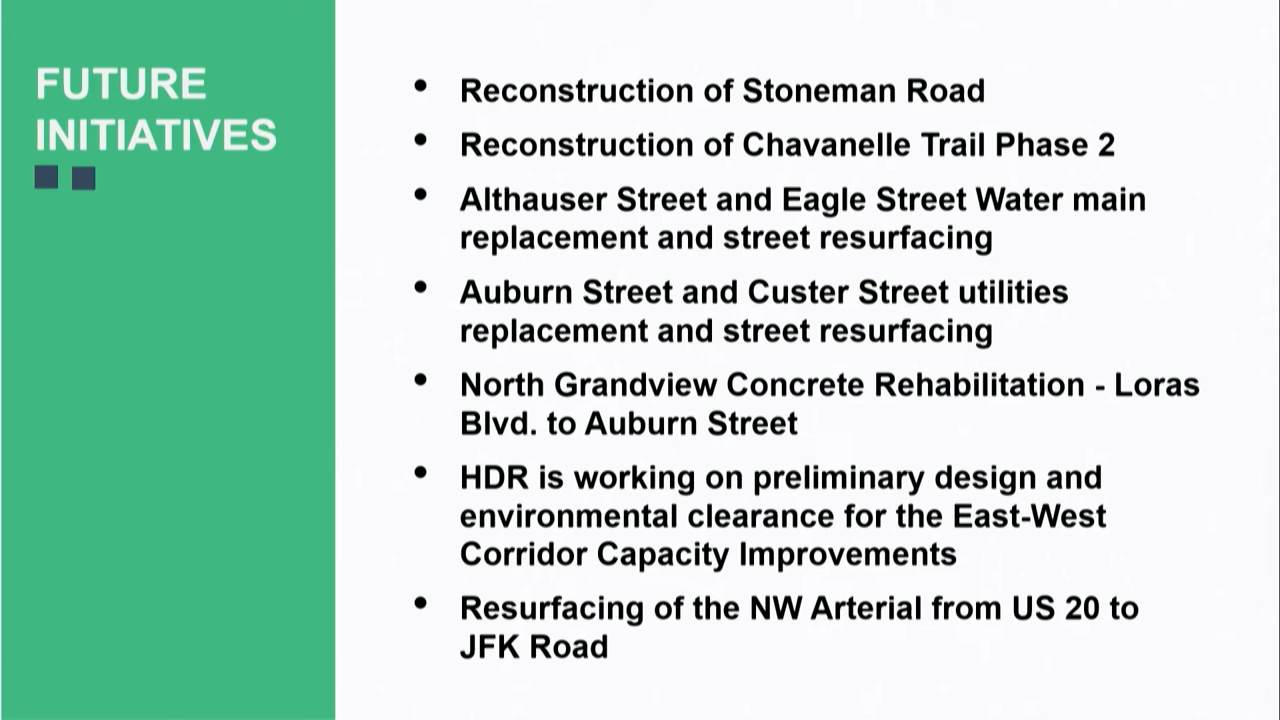 FUTURE
INITIATIVES
• Reconstruction of Stoneman Road
• Reconstruction of Chavanelle Trail Phase 2
• Althauser Street and Eagle Street Water main
replacement and street resurfacing
• Auburn Street and Custer Street utilities
replacement and street resurfacing
• North Grandview Concrete Rehabilitation - Loras
Blvd. to Auburn Street
• HDR is working on preliminary design and
environmental clearance for the East-West
Corridor Capacity Improvements
• Resurfacing of the NW Arterial from US 20 to
JFK Road